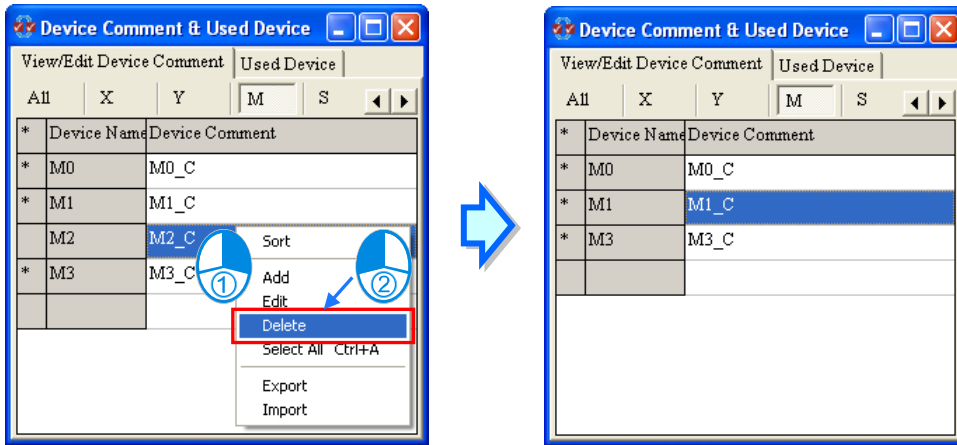 Device Comment & Used Device
View/Edit Device Comment Used Device
All X Y M S
* Device Name Device Comment
* M0 M0_C
* M1 M1_C
M2 M2_C
* M3 M3_C
Sort
Add
Edit
Delete
Select All Ctrl+A
Export
Import
1
2
Device Comment & Used Device
View/Edit Device Comment Used Device
All X Y M S
* Device Name Device Comment
* M0 M0_C
* M1 M1_C
* M3 M3_C